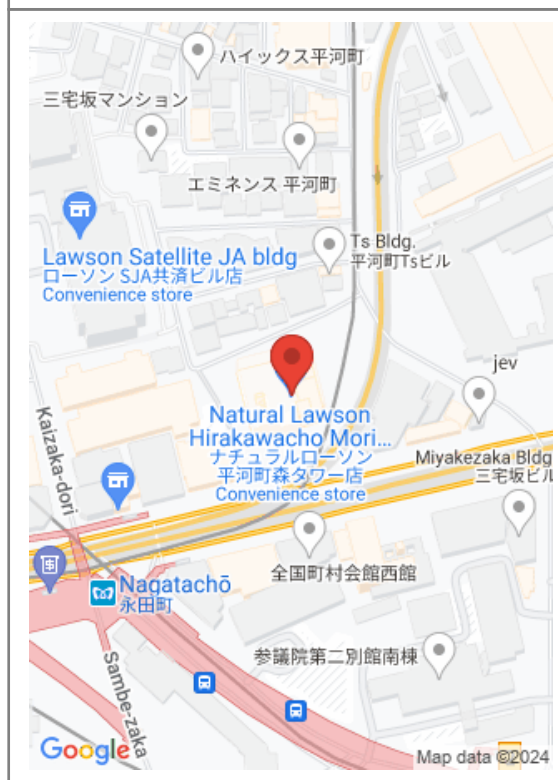 ハイックス平河町
三宅坂マンション
エミネンス 平河町
Ts Bldg.
平河町Tsビル
Lawson Satellite JA bldg
ローソン SJA共済ビル店
Convenience store
jev
Kaizaka-dori
Natural Lawson
Hirakawacho Mori...
ナチュラルローソン
平河町森タワー店
Convenience store
Miyakezaka Bldg
三宅坂ビル
全国町村会館西館
Nagatachō
永田町
参議院第二別館南棟
Sambe-zaka
Google
Map data ©2024